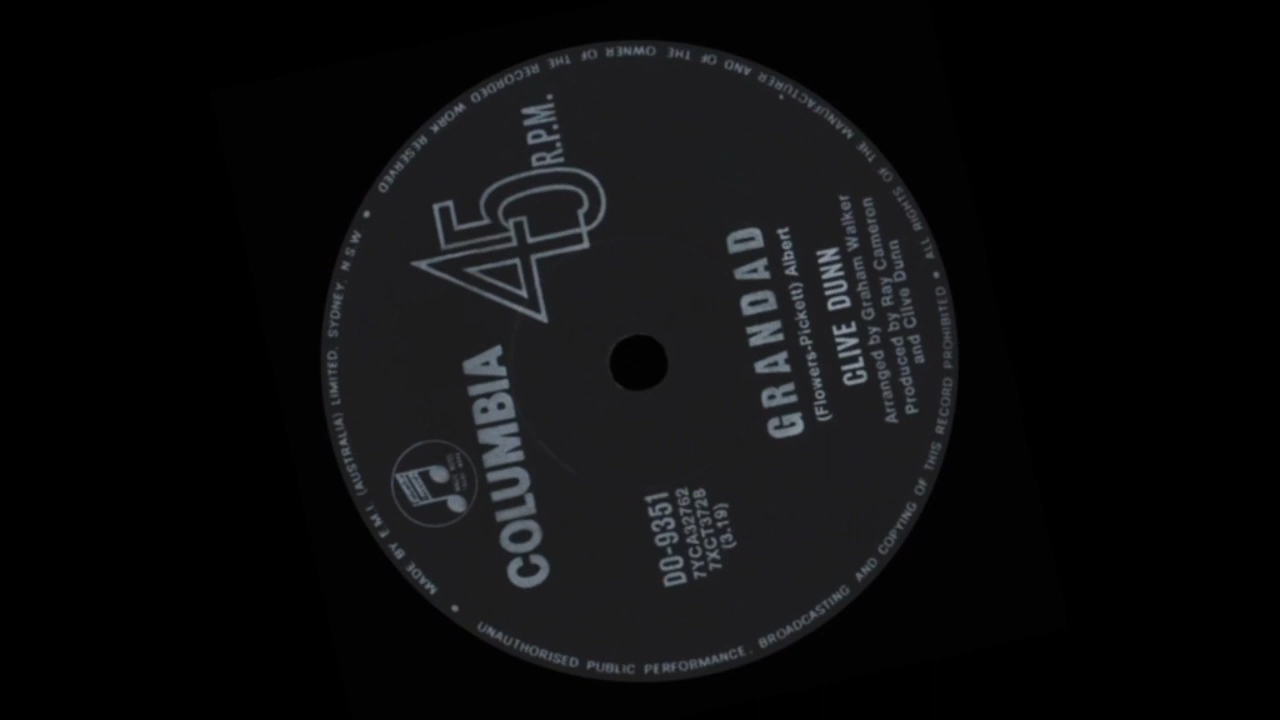 MADE BY E M I (AUSTRALIA) LIMITED. SYDNEY. N.S.W •
COLUMBIA
45 R.P.M.
DO-9351
7YCA32762
7XCT3728
(3.19)
GRANDAD
(Flowers-Pickett) Albert
CLIVE DUNN
Arranged by Graham Walker
Produced by Ray Cameron
and Clive Dunn
• UNAUTHORISED PUBLIC PERFORMANCE. BROADCASTING AND COPYING OF THIS RECORD PROHIBITED • ALL RIGHTS OF THE MANUFACTURER AND OF THE OWNER OF THE RECORDED WORK RESERVED •